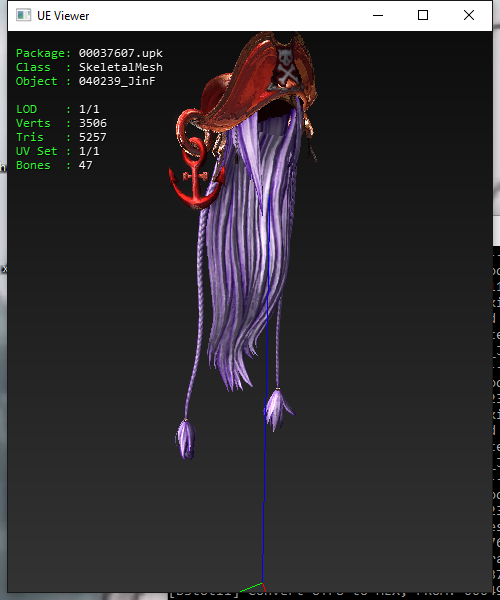 UE Viewer
Package: 00037607.upk
Class : SkeletalMesh
Object : 040239_JinF
LOD : 1/1
Verts : 3506
Tris : 5257
UV Set : 1/1
Bones : 47